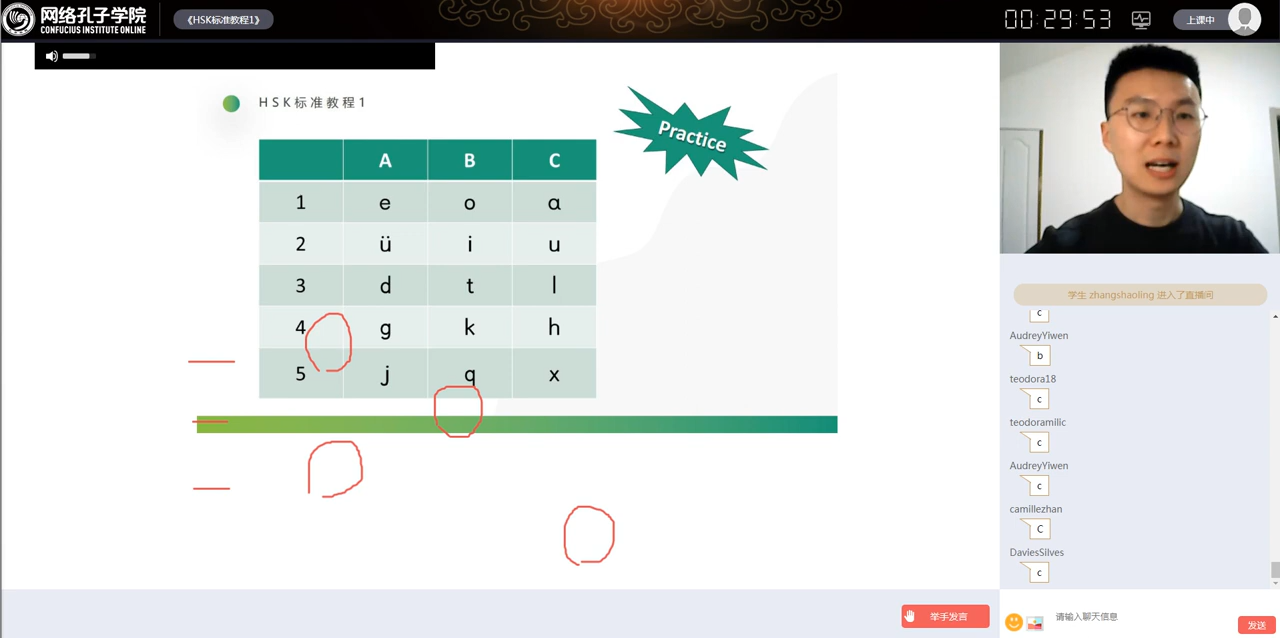 网络孔子学院
CONFUCIUS INSTITUTE ONLINE
《HSK标准教程1》
00:29:53
上课中
HSK标准教程1
Practice
A B C
1 e o ɑ
2 ü i u
3 d t l
4 g k h
5 j q x
学生 zhangshaoling 进入了直播间
c
AudreyYiwen
b
teodora18
c
teodoramilic
c
AudreyYiwen
c
camillezhan
C
DaviesSilves
c
举手发言
请输入聊天信息
发送